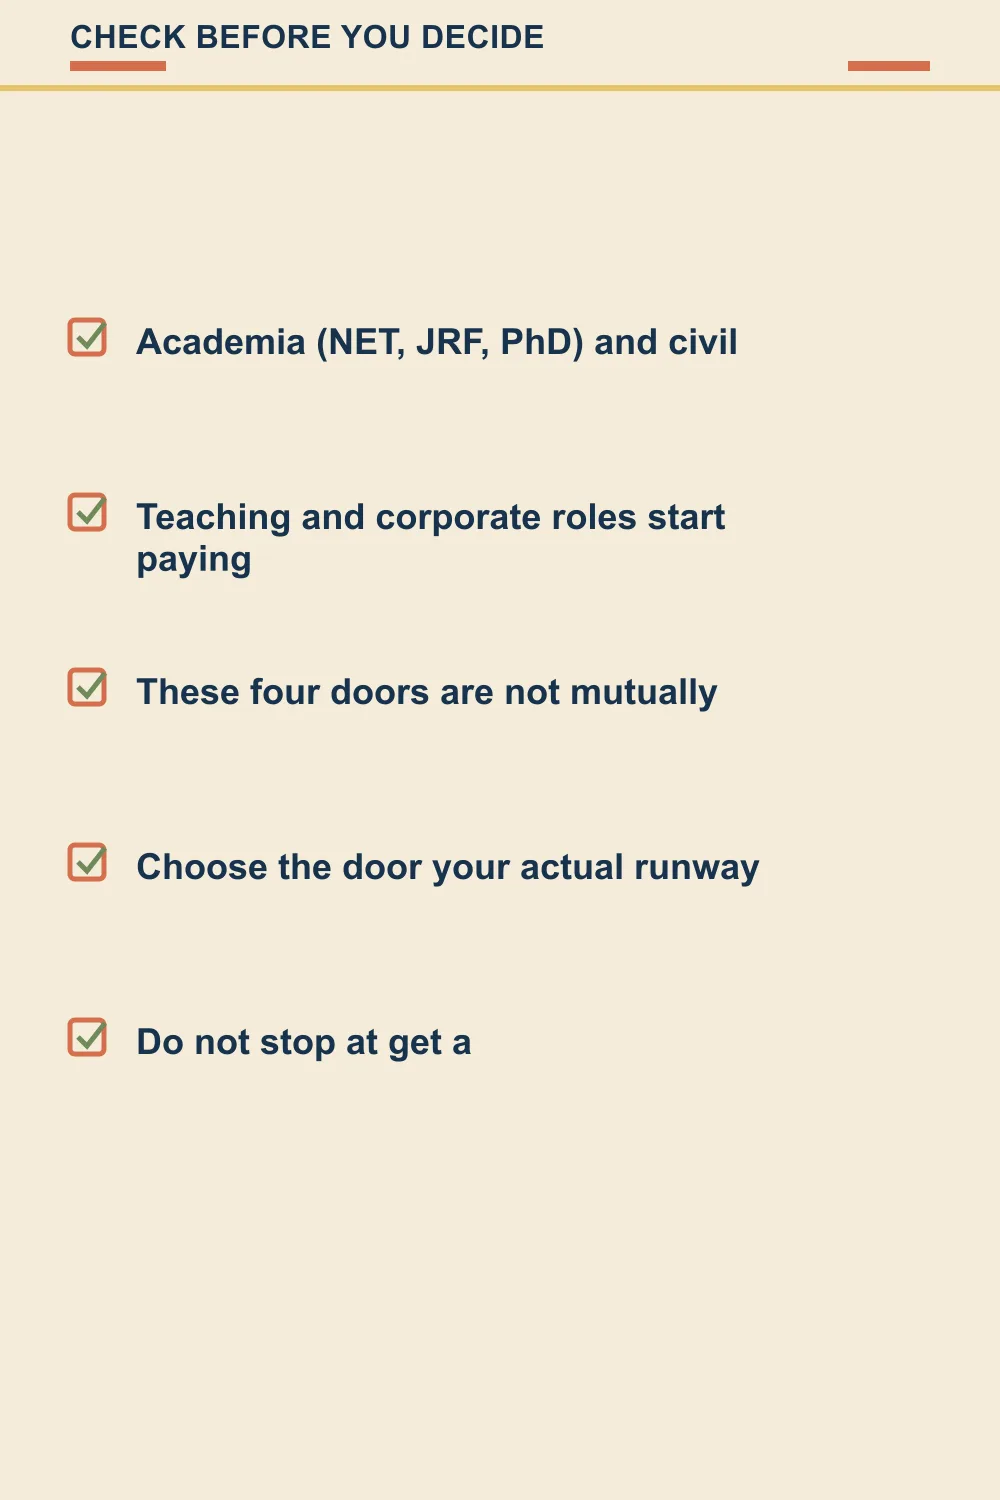 CHECK BEFORE YOU DECIDE
Academia (NET, JRF, PhD) and civil
Teaching and corporate roles start
paying
These four doors are not mutually
Choose the door your actual runway
Do not stop at get a